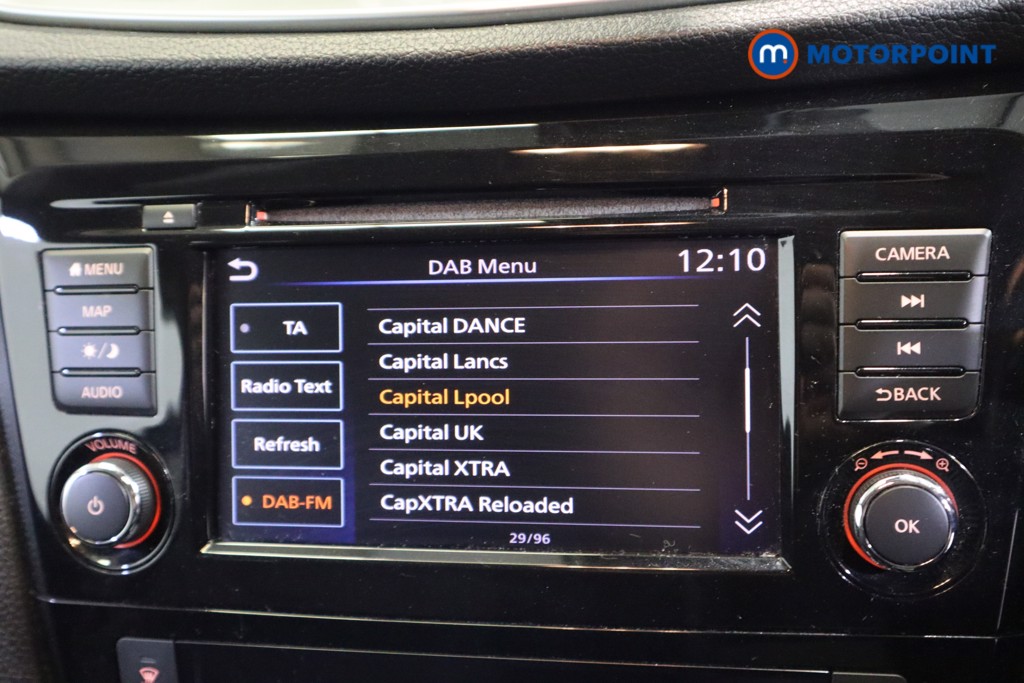 m MOTORPOINT
MENU
MAP
AUDIO
VOLUME
DAB Menu
12:10
TA
Radio Text
Refresh
DAB-FM
Capital DANCE
Capital Lancs
Capital Lpool
Capital UK
Capital XTRA
CapXTRA Reloaded
29/96
CAMERA
BACK
OK